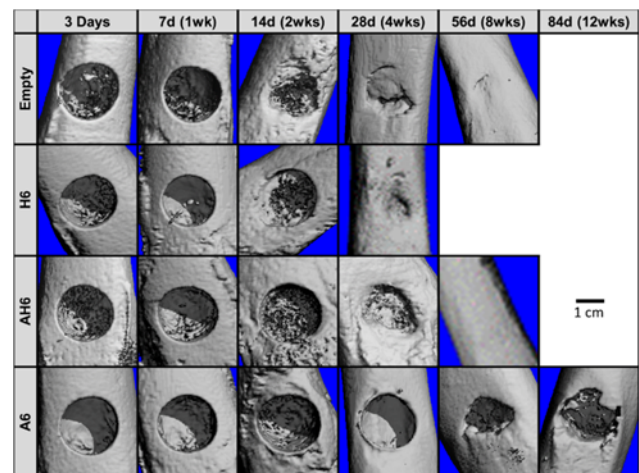 3 Days 7d (1wk) 14d (2wks) 28d (4wks) 56d (8wks) 84d (12wks)
Empty
H6
AH6
1 cm
A6